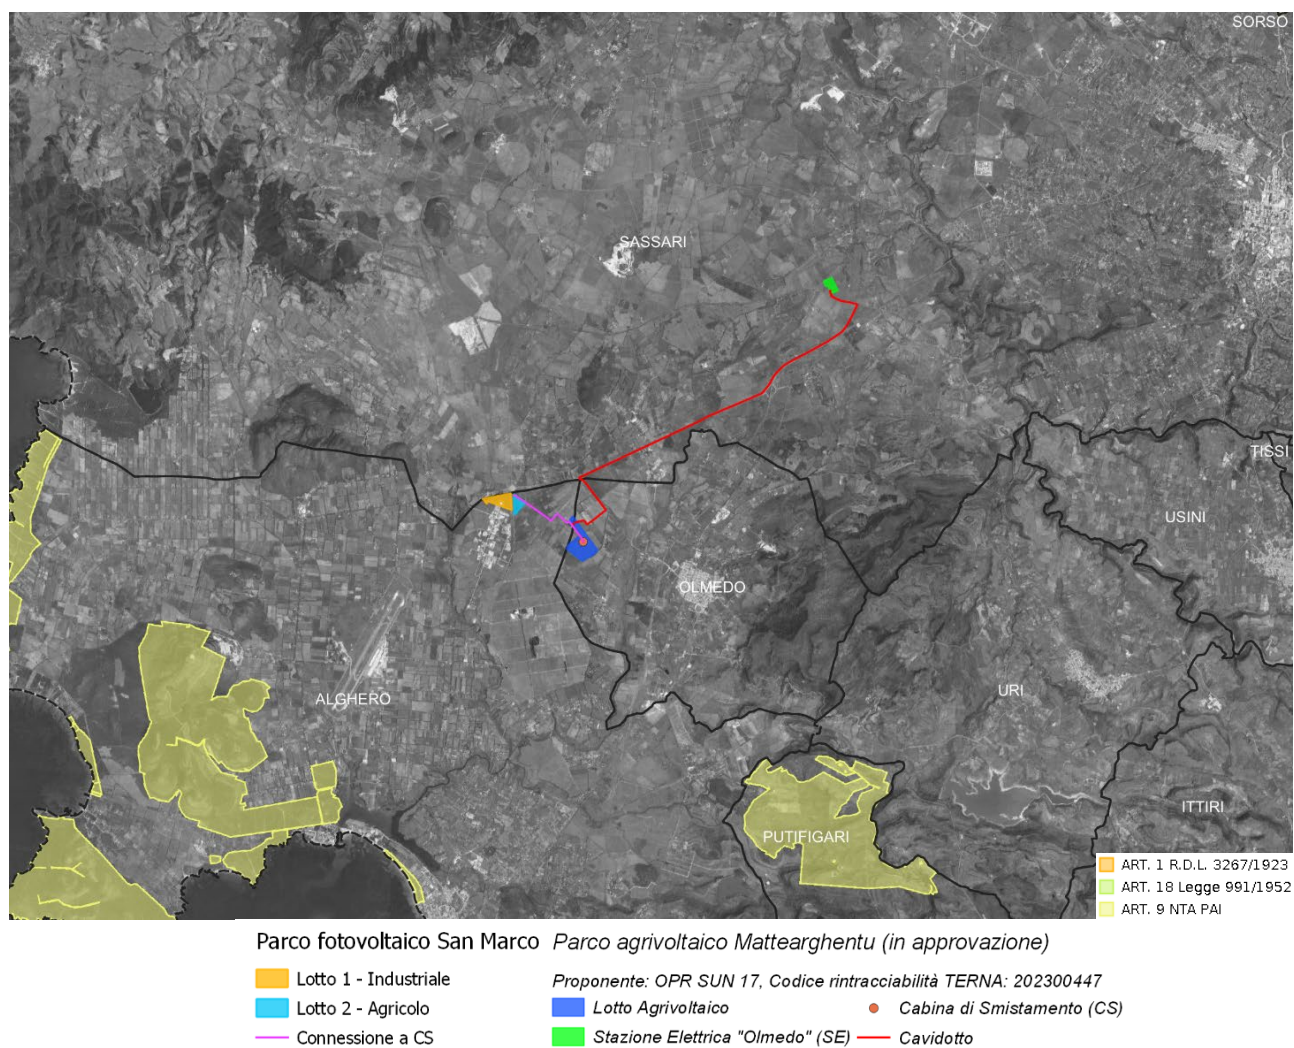 SORSO
SASSARI
TISSI
USINI
OLMEDO
URI
ALGHERO
ITTIRI
PUTIFIGARI
ART. 1 R.D.L. 3267/1923
ART. 18 Legge 991/1952
ART. 9 NTA PAI
Parco fotovoltaico San Marco
Lotto 1 - Industriale
Lotto 2 - Agricolo
Connessione a CS
Parco agrivoltaico Mattearghentu (in approvazione)
Proponente: OPR SUN 17, Codice rintracciabilità TERNA: 202300447
Lotto Agrivoltaico
Stazione Elettrica "Olmedo" (SE)
Cabina di Smistamento (CS)
Cavidotto